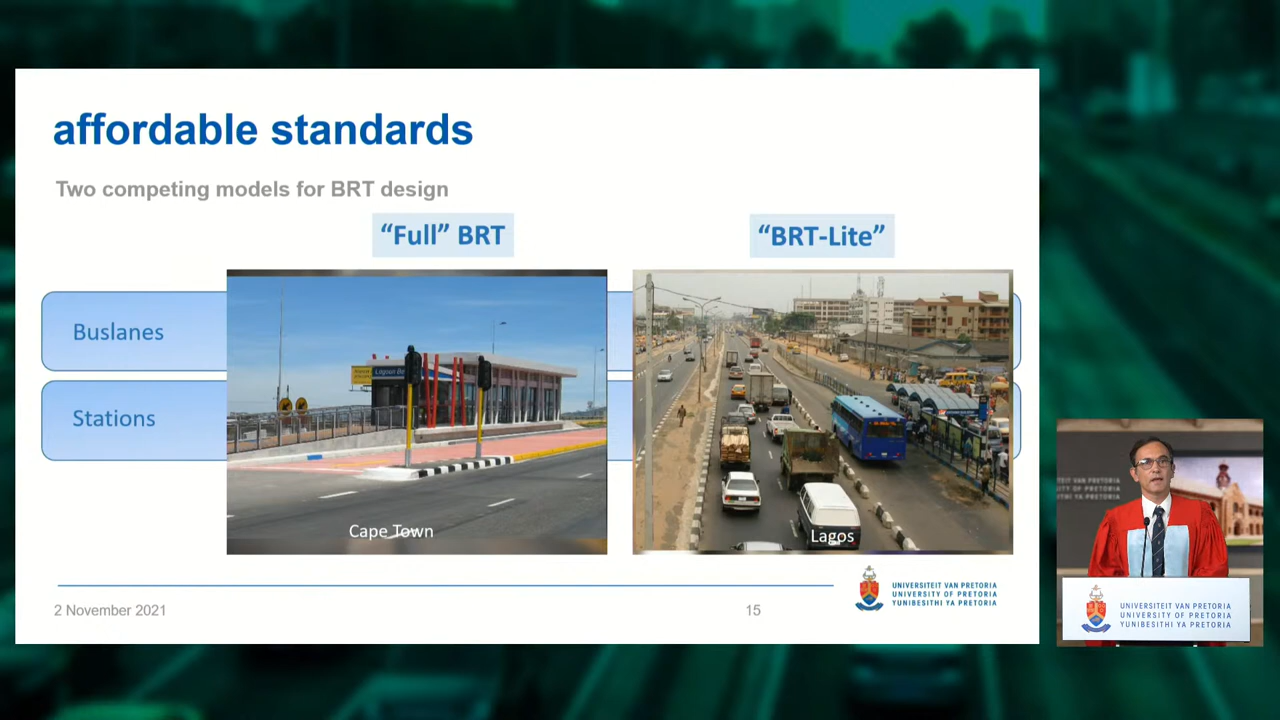 affordable standards
Two competing models for BRT design
“Full” BRT
“BRT-Lite”
Buslanes
Stations
Lagoon Be
Cape Town
Lagos
2 November 2021
15
UNIVERSITEIT VAN PRETORIA
UNIVERSITY OF PRETORIA
YUNIBESITHI YA PRETORIA
UNIVERSITEIT VAN PRETORIA
UNIVERSITY OF PRETORIA
YUNIBESITHI YA PRETORIA